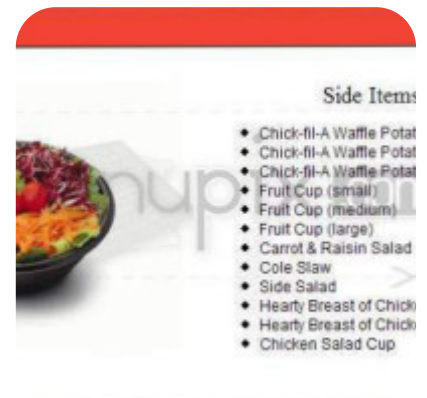 Side Items
Chick-fil-A Waffle Potat
Chick-fil-A Waffle Potat
Chick-fil-A Waffle Potat
Fruit Cup (small)
Fruit Cup (medium)
Fruit Cup (large)
Carrot & Raisin Salad
Cole Slaw
Side Salad
Hearty Breast of Chick
Hearty Breast of Chick
Chicken Salad Cup